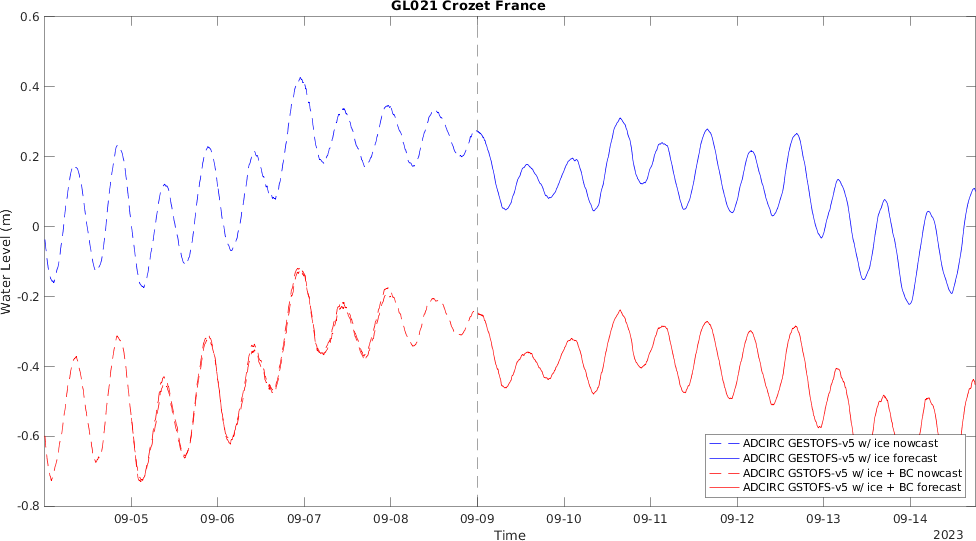 GL021 Crozet France
0.6
0.4
0.2
0
-0.2
-0.4
-0.6
-0.8
Water Level (m)
ADCIRC GESTOFS-v5 w/ ice nowcast
ADCIRC GESTOFS-v5 w/ ice forecast
ADCIRC GSTOFS-v5 w/ ice + BC nowcast
ADCIRC GSTOFS-v5 w/ ice + BC forecast
09-05 09-06 09-07 09-08 09-09 09-10 09-11 09-12 09-13 09-14
Time
2023